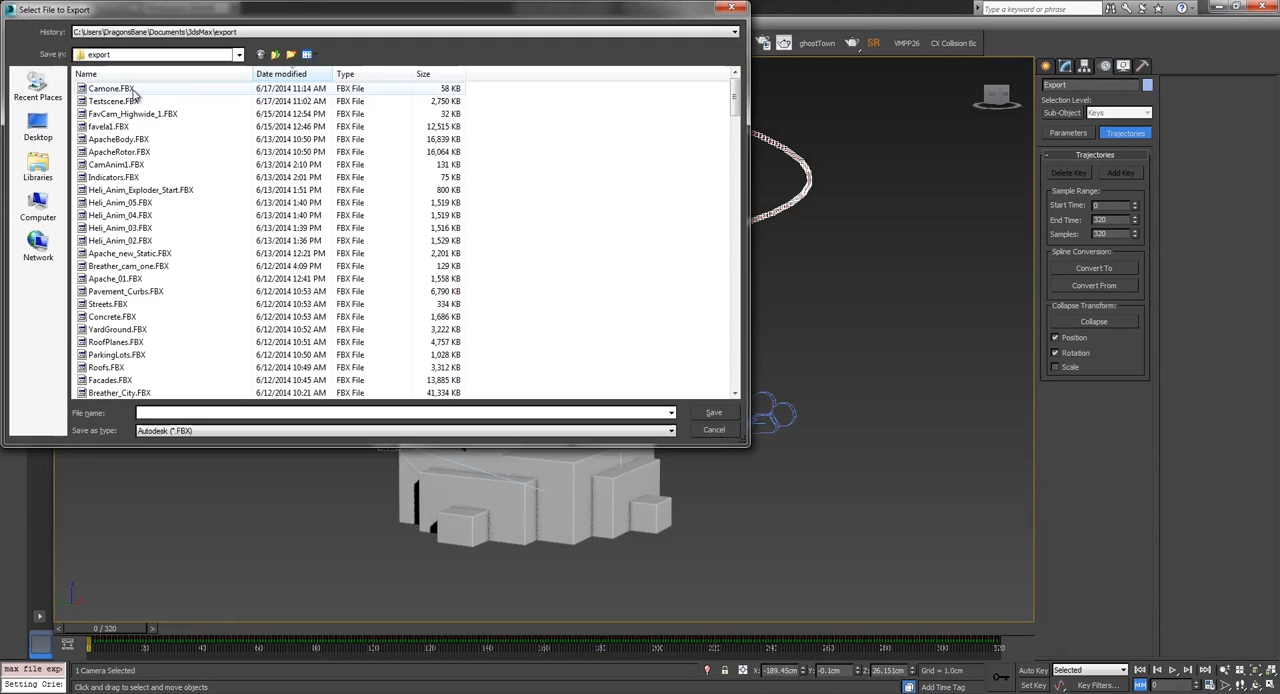 Select File to Export
History: C:\Users\DragonsBane\Documents\3dsMax\export
Save in: export
Name Date modified Type Size
Camone.FBX 6/17/2014 11:14 AM FBX File 58 KB
Testscene.FBX 6/17/2014 11:02 AM FBX File 2,750 KB
FavCam_Highwide_1.FBX 6/15/2014 12:54 PM FBX File 32 KB
favela1.FBX 6/15/2014 12:46 PM FBX File 12,515 KB
ApacheBody.FBX 6/13/2014 10:50 PM FBX File 16,839 KB
ApacheRotor.FBX 6/13/2014 10:50 PM FBX File 16,064 KB
CamAnim1.FBX 6/13/2014 2:10 PM FBX File 131 KB
Indicators.FBX 6/13/2014 2:01 PM FBX File 75 KB
Heli_Anim_Exploder_Start.FBX 6/13/2014 1:51 PM FBX File 800 KB
Heli_Anim_05.FBX 6/13/2014 1:40 PM FBX File 1,519 KB
Heli_Anim_04.FBX 6/13/2014 1:40 PM FBX File 1,519 KB
Heli_Anim_03.FBX 6/13/2014 1:39 PM FBX File 1,516 KB
Heli_Anim_02.FBX 6/13/2014 1:36 PM FBX File 1,529 KB
Apache_new_Static.FBX 6/13/2014 12:21 PM FBX File 2,201 KB
Breather_cam_one.FBX 6/12/2014 4:09 PM FBX File 129 KB
Apache_01.FBX 6/12/2014 12:41 PM FBX File 1,558 KB
Pavement_Curbs.FBX 6/12/2014 10:53 AM FBX File 6,790 KB
Streets.FBX 6/12/2014 10:53 AM FBX File 334 KB
Concrete.FBX 6/12/2014 10:53 AM FBX File 1,686 KB
YardGround.FBX 6/12/2014 10:52 AM FBX File 3,222 KB
RoofPlanes.FBX 6/12/2014 10:51 AM FBX File 4,757 KB
ParkingLots.FBX 6/12/2014 10:50 AM FBX File 1,028 KB
Roofs.FBX 6/12/2014 10:49 AM FBX File 3,312 KB
Facades.FBX 6/12/2014 10:45 AM FBX File 13,885 KB
Breather_City.FBX 6/12/2014 10:21 AM FBX File 41,334 KB
Recent Places
Desktop
Libraries
Computer
Network
File name: Save
Save as type: Autodesk (*.FBX) Cancel
Type a keyword or phrase
ghostTown SR VMPP26 CX Collision Bc
Export
Selection Level:
Sub-Object Keys
Parameters Trajectories
- Trajectories
Delete Key Add Key
Sample Range:
Start Time: 0
End Time: 320
Samples: 320
Spline Conversion:
Convert To
Convert From
Collapse Transform:
Collapse
Position
Rotation
Scale
z
< 0 / 320 >
max file exp 1 Camera Selected X: -189.45cm Y: -0.1cm Z: 26.151cm Grid = 1.0cm Auto Key Selected
Setting Orie Click and drag to select and move objects Add Time Tag Set Key Key Filters... 0